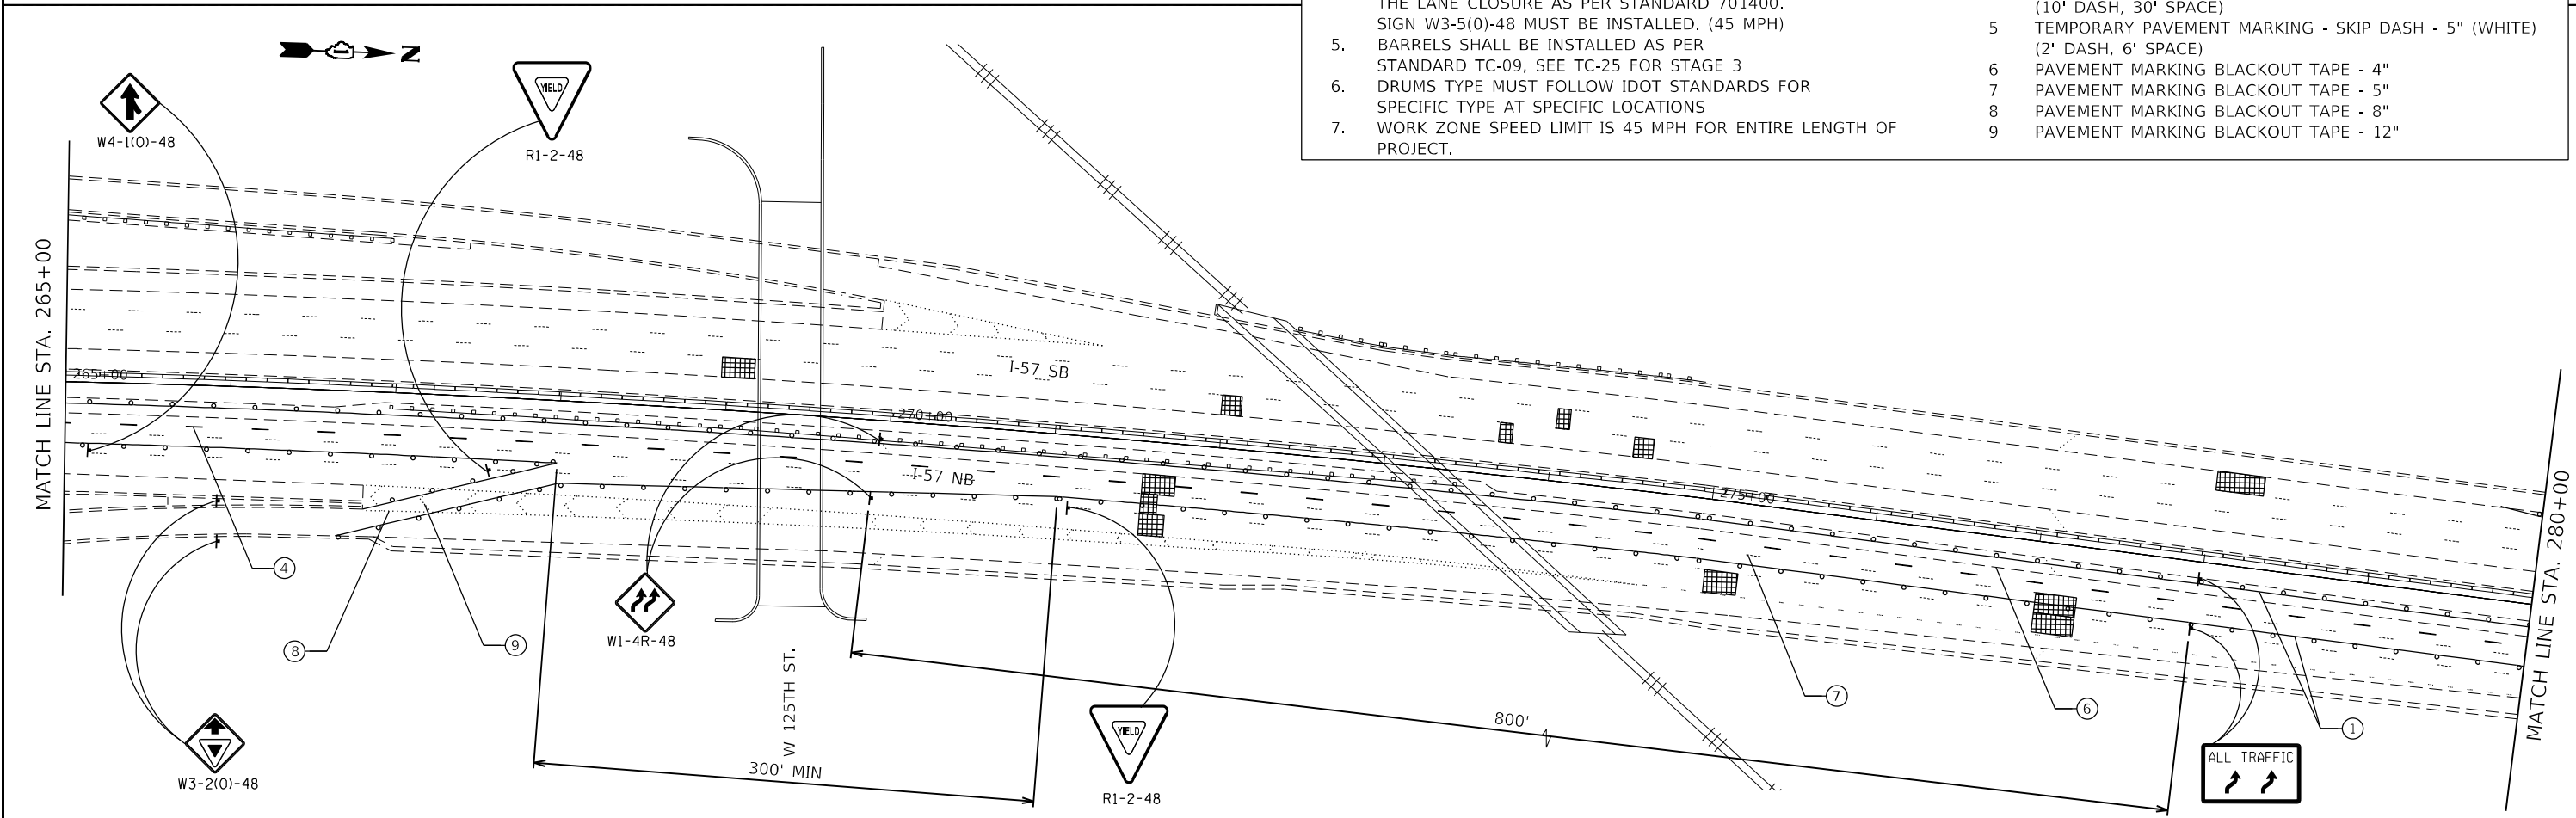 THE LANE CLOSURE AS PER STANDARD 701400.
SIGN W3-5(O)-48 MUST BE INSTALLED. (45 MPH)
5. BARRELS SHALL BE INSTALLED AS PER
STANDARD TC-09, SEE TC-25 FOR STAGE 3
6. DRUMS TYPE MUST FOLLOW IDOT STANDARDS FOR
SPECIFIC TYPE AT SPECIFIC LOCATIONS
7. WORK ZONE SPEED LIMIT IS 45 MPH FOR ENTIRE LENGTH OF
PROJECT.
(10' DASH, 30' SPACE)
5 TEMPORARY PAVEMENT MARKING - SKIP DASH - 5" (WHITE)
(2' DASH, 6' SPACE)
6 PAVEMENT MARKING BLACKOUT TAPE - 4"
7 PAVEMENT MARKING BLACKOUT TAPE - 5"
8 PAVEMENT MARKING BLACKOUT TAPE - 8"
9 PAVEMENT MARKING BLACKOUT TAPE - 12"
N
W4-1(O)-48
YIELD
R1-2-48
MATCH LINE STA. 265+00
265+00
I-57 SB
270+00
I-57 NB
275+00
MATCH LINE STA. 280+00
4
8
9
W1-4R-48
W 125TH ST.
300' MIN
800'
7
6
1
W3-2(O)-48
YIELD
R1-2-48
ALL TRAFFIC